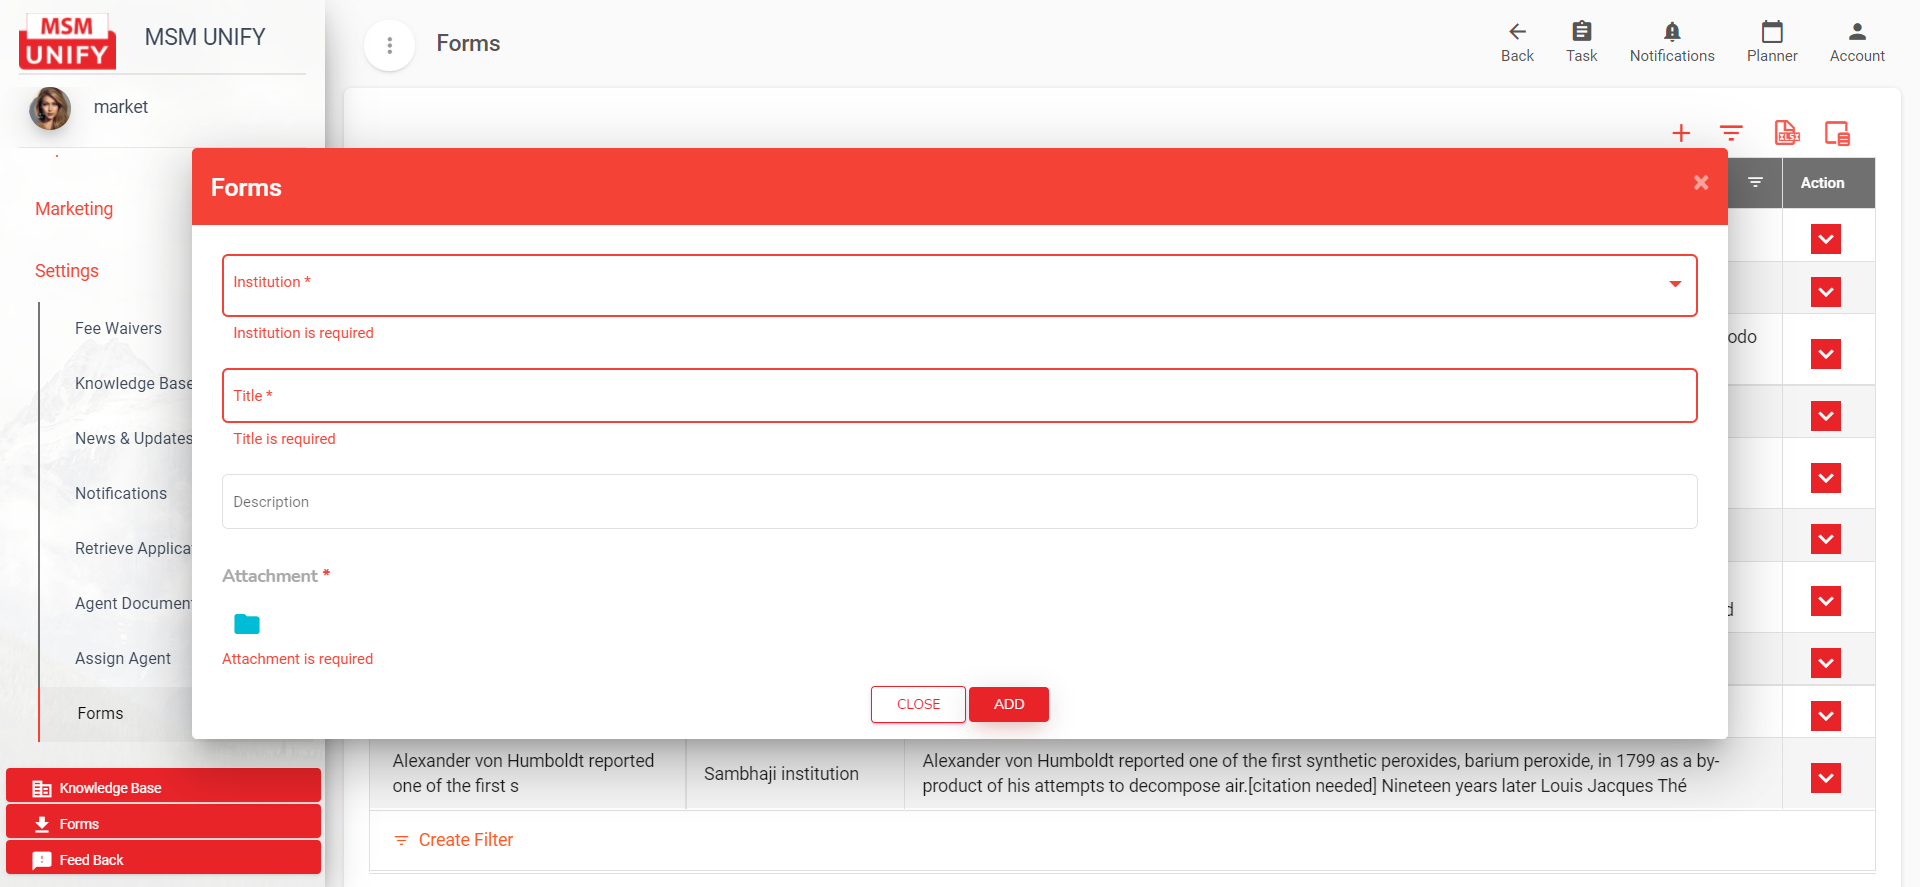 MSM
UNIFY
MSM UNIFY
Forms
Back
Task
Notifications
Planner
Account
market
Marketing
Settings
Fee Waivers
Knowledge Base
News & Updates
Notifications
Retrieve Applica
Agent Documen
Assign Agent
Forms
Knowledge Base
Forms
Feed Back
Action
odo
d
Forms
Institution *
Institution is required
Title *
Title is required
Description
Attachment *
Attachment is required
CLOSE
ADD
Alexander von Humboldt reported
one of the first s
Sambhaji institution
Alexander von Humboldt reported one of the first synthetic peroxides, barium peroxide, in 1799 as a by-
product of his attempts to decompose air.[citation needed] Nineteen years later Louis Jacques Thé
Create Filter